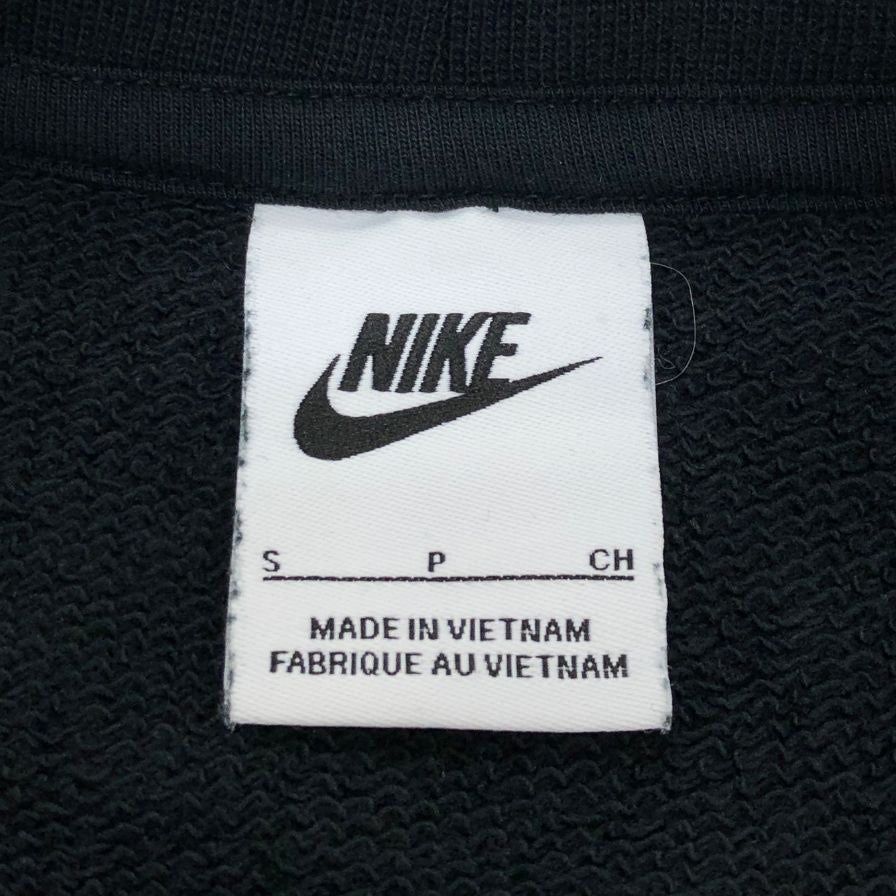 NIKE
S P CH
MADE IN VIETNAM
FABRIQUE AU VIETNAM